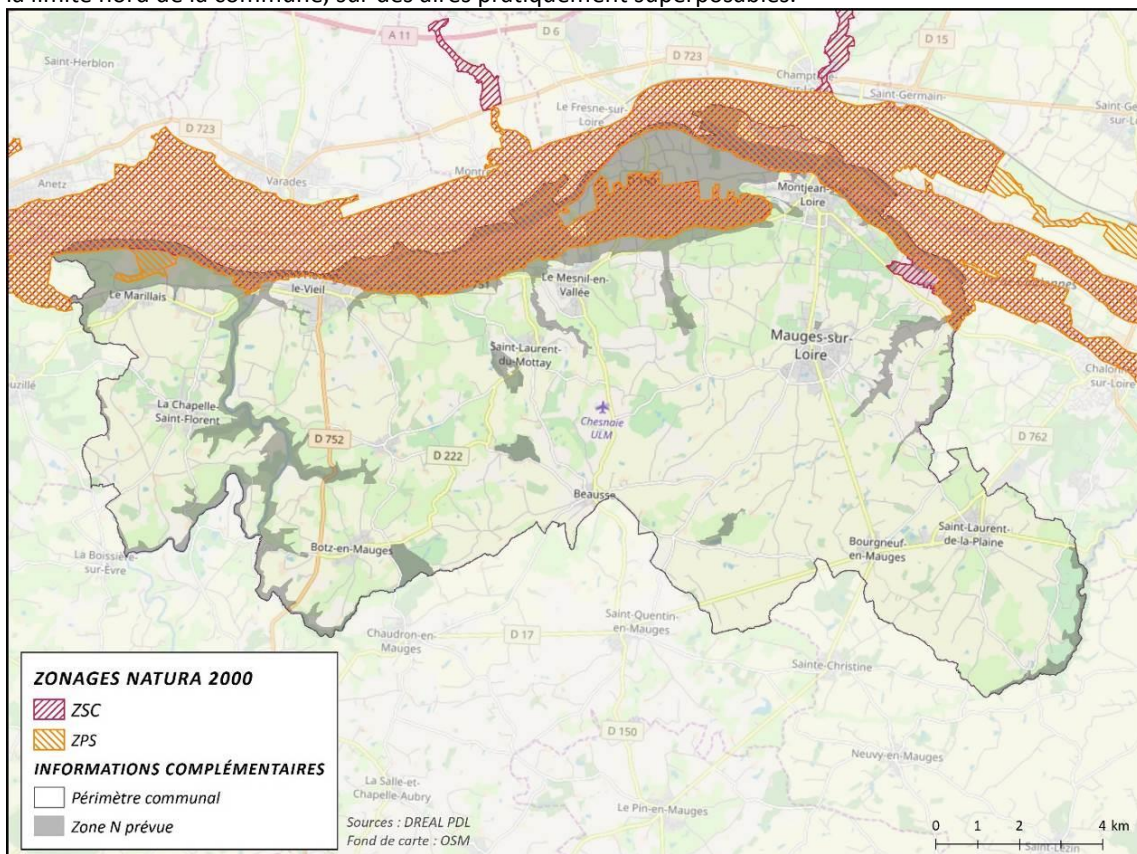 la limite nord de la commune, sur des aires pratiquement superposables.
A 11
D 6
D 15
Saint-Herblon
D 723
Saint-Germain-
Le Fresne-sur-
Loire
D 723
Anetz
Varades
Montjean-
Loire
le-Vieil
Le Mesnil-en-
Vallée
Le Marillais
Mauges-sur-
Loire
Saint-Laurent-
du-Mottay
Chalonnes
sur-Loire
La Chapelle-
Saint-Florent
Chesnaie
ULM
D 752
D 222
D 762
Beausse
Saint-Laurent-
de-la-Plaine
Botz-en-Mauges
Bourgneuf-
en-Mauges
La Boissière-
sur-Èvre
Saint-Quentin-
en-Mauges
Chaudron-en-
Mauges
D 17
Sainte-Christine
D 150
Neuvy-en-Mauges
La Salle-et-
Chapelle-Aubry
Le Pin-en-Mauges
Saint-Lézin
ZONAGES NATURA 2000
ZSC
ZPS
INFORMATIONS COMPLÉMENTAIRES
Périmètre communal
Zone N prévue
Sources : DREAL PDL
Fond de carte : OSM
0 1 2 4 km